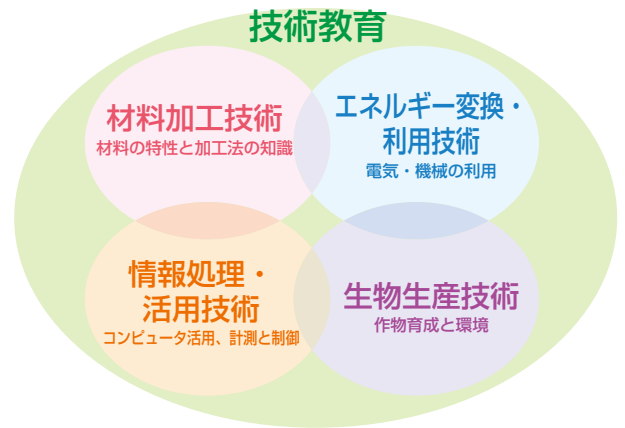 技術教育
材料加工技術
材料の特性と加工法の知識
エネルギー変換・
利用技術
電気・機械の利用
情報処理・
活用技術
コンピュータ活用、計測と制御
生物生産技術
作物育成と環境